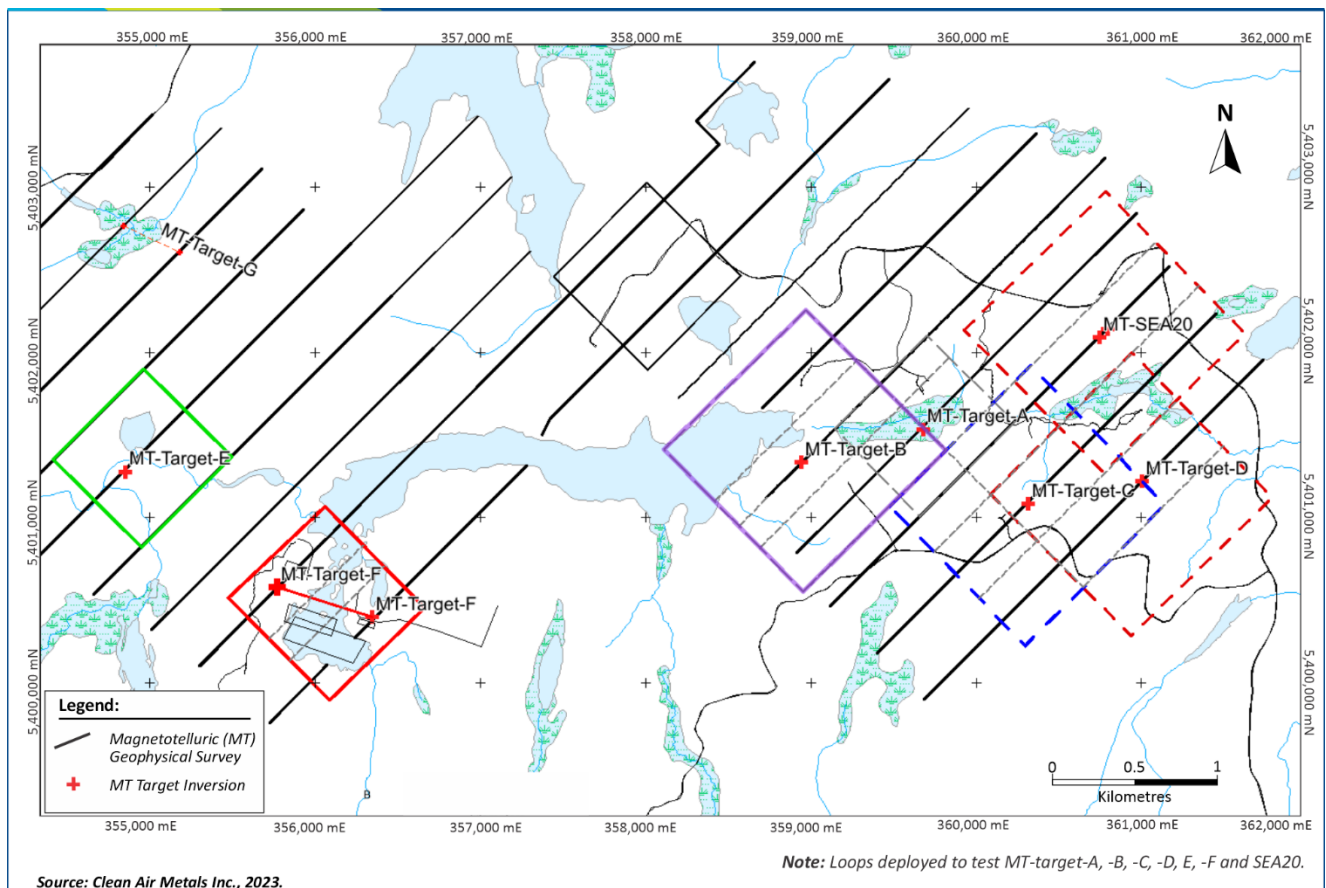 355,000 mE 356,000 mE 357,000 mE 358,000 mE 359,000 mE 360,000 mE 361,000 mE 362,000 mE
5,403,000 mN
5,403,000 mN
N
MT-Target-G
5,402,000 mN
5,402,000 mN
MT-SEA20
MT-Target-A
MT-Target-E
MT-Target-B
MT-Target-D
MT-Target-C
5,401,000 mN
5,401,000 mN
MT-Target-F
MT-Target-F
5,400,000 mN
5,400,000 mN
Legend:
Magnetotelluric (MT)
Geophysical Survey
MT Target Inversion
B
0 0.5 1
Kilometres
355,000 mE 356,000 mE 357,000 mE 358,000 mE 359,000 mE 360,000 mE 361,000 mE 362,000 mE
Note: Loops deployed to test MT-target-A, -B, -C, -D, E, -F and SEA20.
Source: Clean Air Metals Inc., 2023.